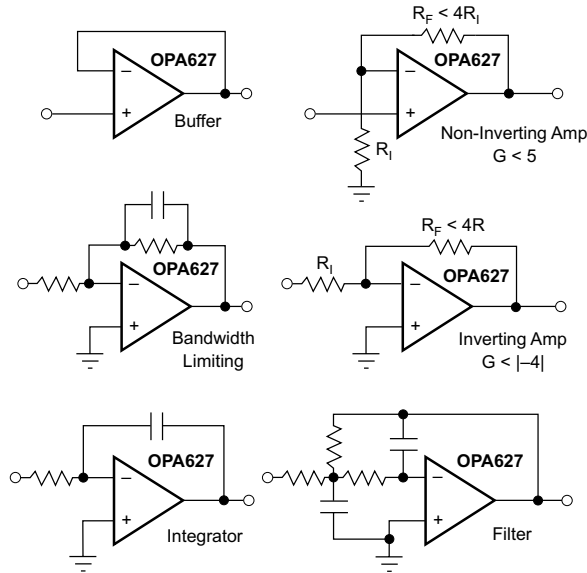 OPA627
−
+
Buffer
R_F < 4R_I
OPA627
−
+
R_I
Non-Inverting Amp
G < 5
OPA627
−
+
Bandwidth
Limiting
R_F < 4R
R_I
OPA627
−
+
Inverting Amp
G < |−4|
OPA627
−
+
Integrator
OPA627
−
+
Filter